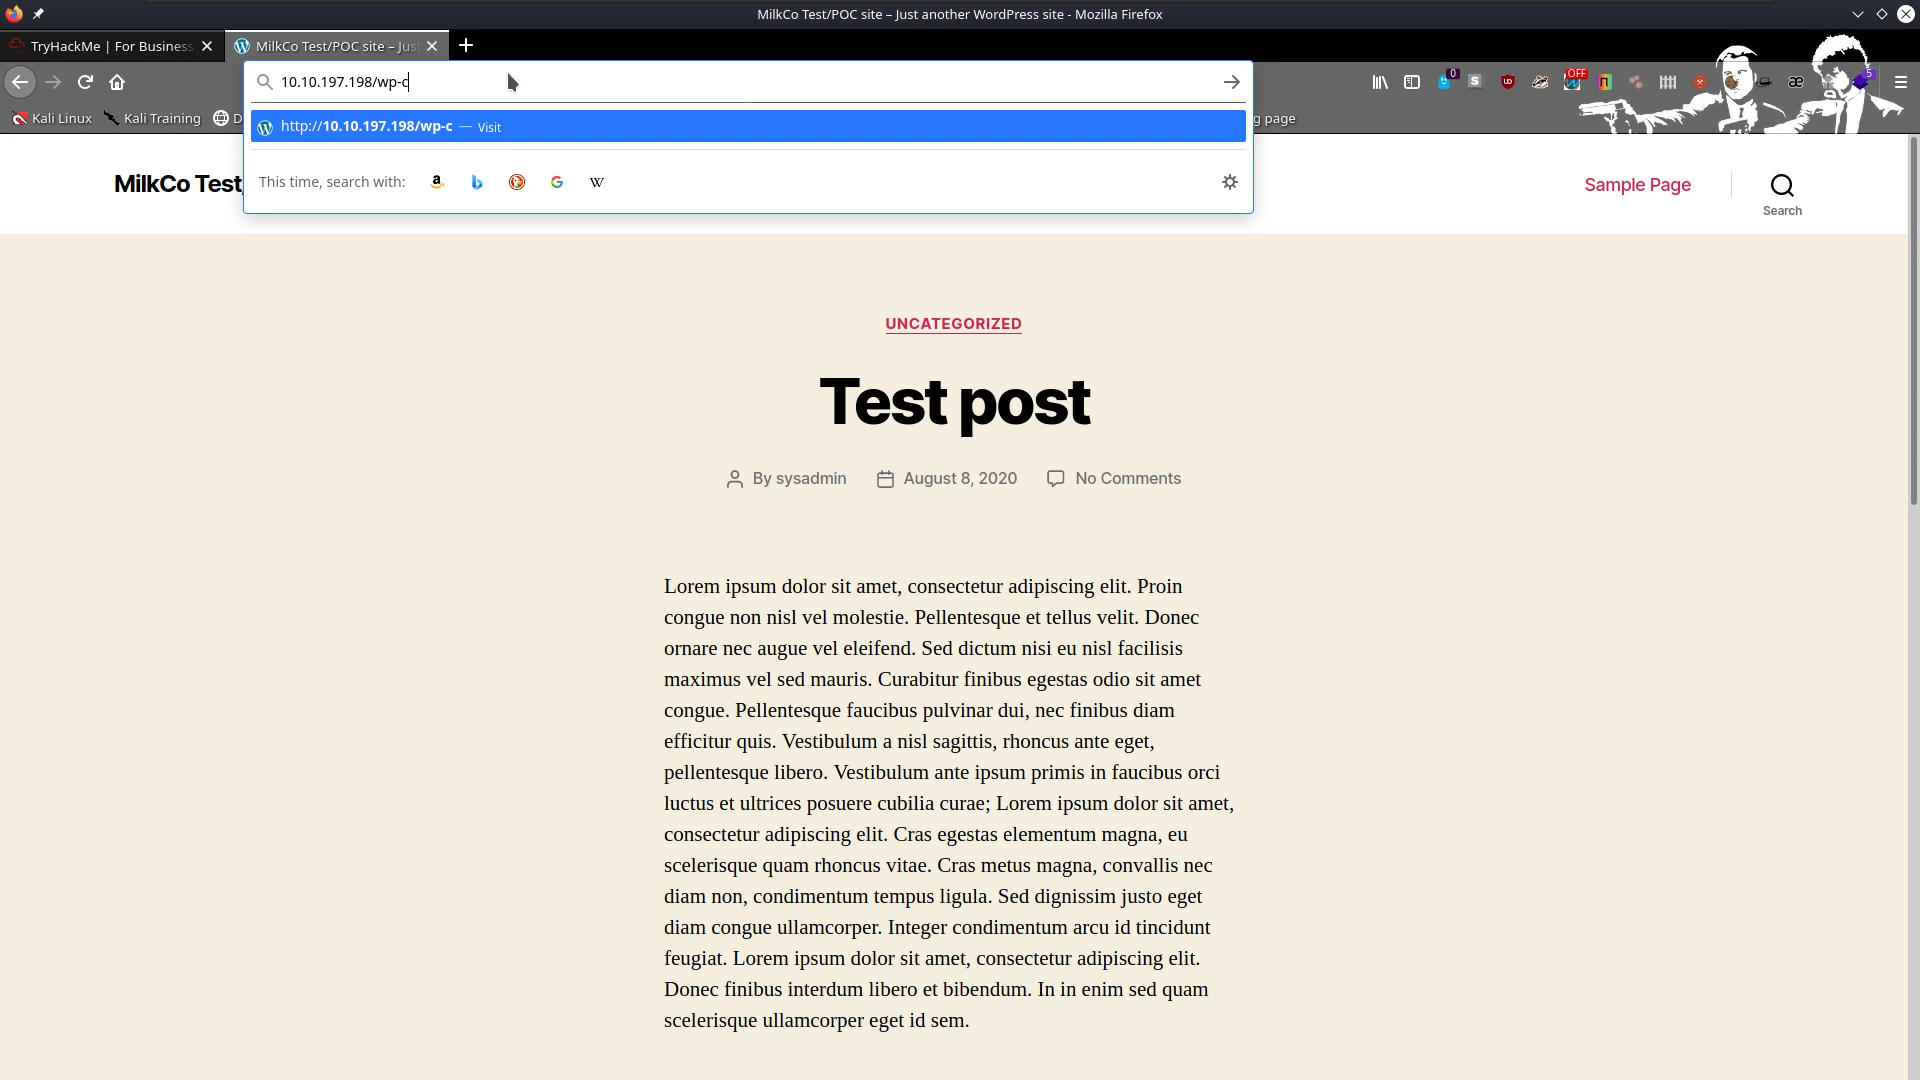 MilkCo Test/POC site – Just another WordPress site - Mozilla Firefox
TryHackMe | For Business
MilkCo Test/POC site – Jus
10.10.197.198/wp-c
0
S
OFF
æ
5
Kali Linux
Kali Training
D
g page
http://10.10.197.198/wp-c — Visit
This time, search with:
MilkCo Test
Sample Page
Search
UNCATEGORIZED
Test post
By sysadmin
August 8, 2020
No Comments
Lorem ipsum dolor sit amet, consectetur adipiscing elit. Proin
congue non nisl vel molestie. Pellentesque et tellus velit. Donec
ornare nec augue vel eleifend. Sed dictum nisi eu nisl facilisis
maximus vel sed mauris. Curabitur finibus egestas odio sit amet
congue. Pellentesque faucibus pulvinar dui, nec finibus diam
efficitur quis. Vestibulum a nisl sagittis, rhoncus ante eget,
pellentesque libero. Vestibulum ante ipsum primis in faucibus orci
luctus et ultrices posuere cubilia curae; Lorem ipsum dolor sit amet,
consectetur adipiscing elit. Cras egestas elementum magna, eu
scelerisque quam rhoncus vitae. Cras metus magna, convallis nec
diam non, condimentum tempus ligula. Sed dignissim justo eget
diam congue ullamcorper. Integer condimentum arcu id tincidunt
feugiat. Lorem ipsum dolor sit amet, consectetur adipiscing elit.
Donec finibus interdum libero et bibendum. In in enim sed quam
scelerisque ullamcorper eget id sem.